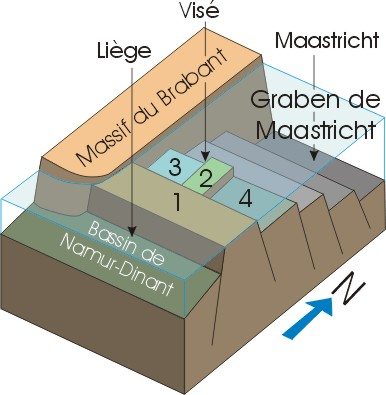 Visé
Liège
Maastricht
Massif du Brabant
Graben de
Maastricht
3
2
1
4
Bassin de
Namur-Dinant
N